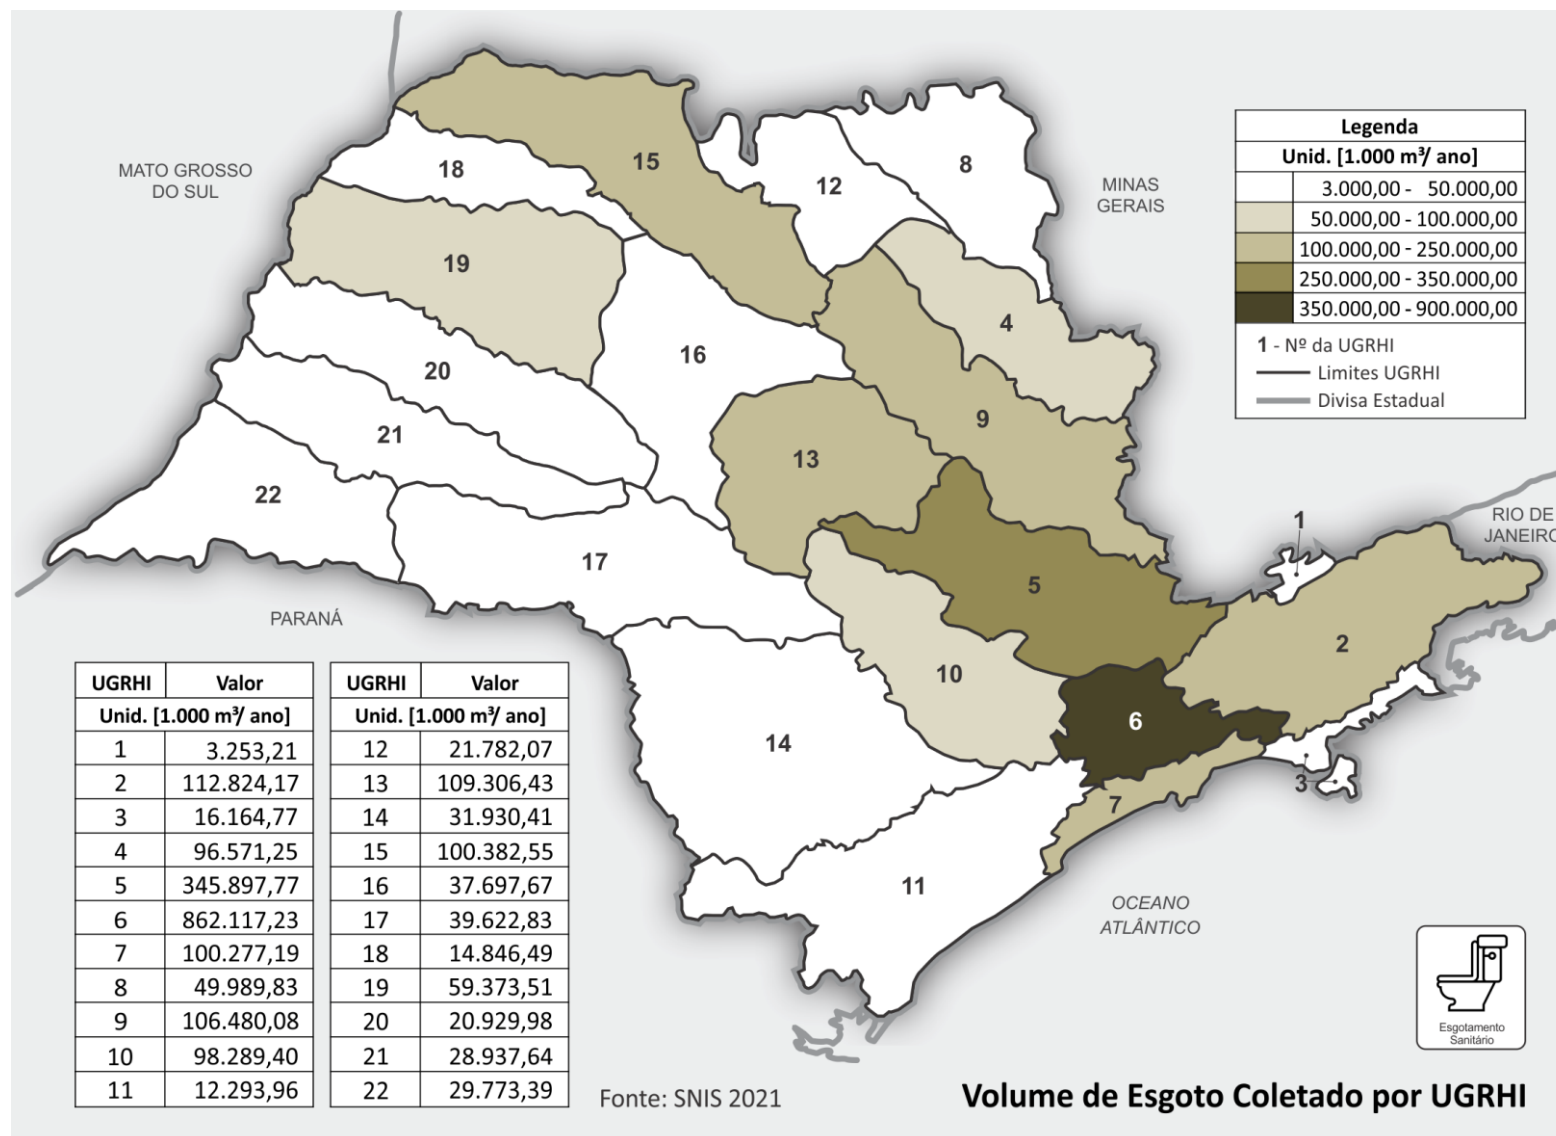 MATO GROSSO
DO SUL
MINAS
GERAIS
RIO DE
JANEIRO
PARANÁ
OCEANO
ATLÂNTICO
15
18
12
8
19
4
16
20
9
21
13
22
1
17
5
2
10
6
14
3
7
11
Legenda
Unid. [1.000 m³/ ano]
3.000,00 - 50.000,00
50.000,00 - 100.000,00
100.000,00 - 250.000,00
250.000,00 - 350.000,00
350.000,00 - 900.000,00
1 - Nº da UGRHI
Limites UGRHI
Divisa Estadual
UGRHI Valor
Unid. [1.000 m³/ ano]
1 3.253,21
2 112.824,17
3 16.164,77
4 96.571,25
5 345.897,77
6 862.117,23
7 100.277,19
8 49.989,83
9 106.480,08
10 98.289,40
11 12.293,96
UGRHI Valor
Unid. [1.000 m³/ ano]
12 21.782,07
13 109.306,43
14 31.930,41
15 100.382,55
16 37.697,67
17 39.622,83
18 14.846,49
19 59.373,51
20 20.929,98
21 28.937,64
22 29.773,39
Esgotamento
Sanitário
Fonte: SNIS 2021
Volume de Esgoto Coletado por UGRHI